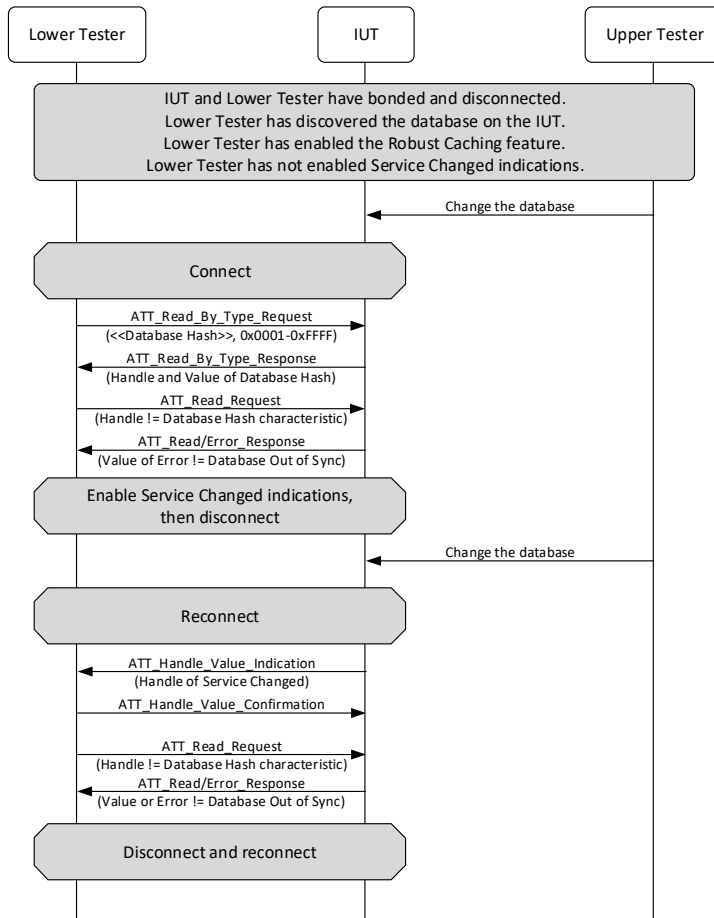 Lower Tester
IUT
Upper Tester
IUT and Lower Tester have bonded and disconnected.
Lower Tester has discovered the database on the IUT.
Lower Tester has enabled the Robust Caching feature.
Lower Tester has not enabled Service Changed indications.
Change the database
Connect
ATT_Read_By_Type_Request
(<<Database Hash>>, 0x0001-0xFFFF)
ATT_Read_By_Type_Response
(Handle and Value of Database Hash)
ATT_Read_Request
(Handle != Database Hash characteristic)
ATT_Read/Error_Response
(Value of Error != Database Out of Sync)
Enable Service Changed indications,
then disconnect
Change the database
Reconnect
ATT_Handle_Value_Indication
(Handle of Service Changed)
ATT_Handle_Value_Confirmation
ATT_Read_Request
(Handle != Database Hash characteristic)
ATT_Read/Error_Response
(Value or Error != Database Out of Sync)
Disconnect and reconnect